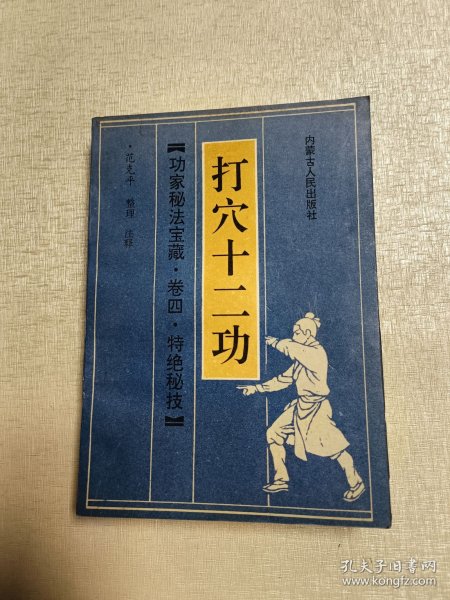 内蒙古人民出版社
打穴十二功
【功家秘法宝藏·卷四·特绝秘技】
·范克平 整理 注释
孔夫子旧书网
www.kongfz.com